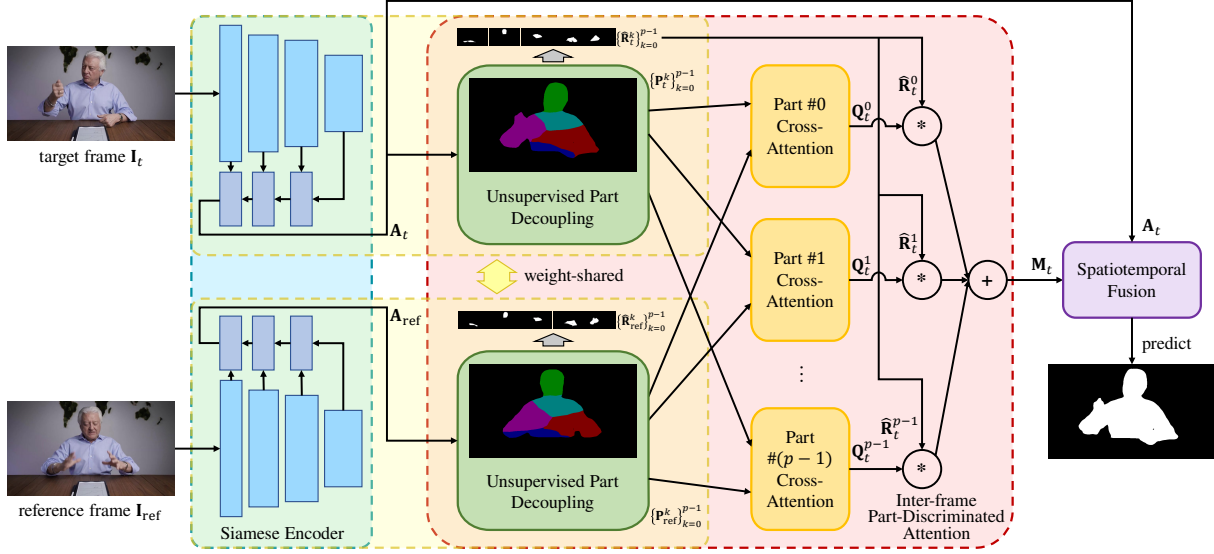 target frame I_t
A_t
{R̂_t^k}_{k=0}^{p−1}
{P_t^k}_{k=0}^{p−1}
Unsupervised Part
Decoupling
weight-shared
A_ref
{R̂_ref^k}_{k=0}^{p−1}
Unsupervised Part
Decoupling
{P_ref^k}_{k=0}^{p−1}
reference frame I_ref
Siamese Encoder
Part #0
Cross-
Attention
Q_t^0
R̂_t^0
*
Part #1
Cross-
Attention
Q_t^1
R̂_t^1
*
⋮
Part
#(p − 1)
Cross-
Attention
Q_t^{p−1}
R̂_t^{p−1}
*
+
Inter-frame
Part-Discriminated
Attention
M_t
A_t
Spatiotemporal
Fusion
predict